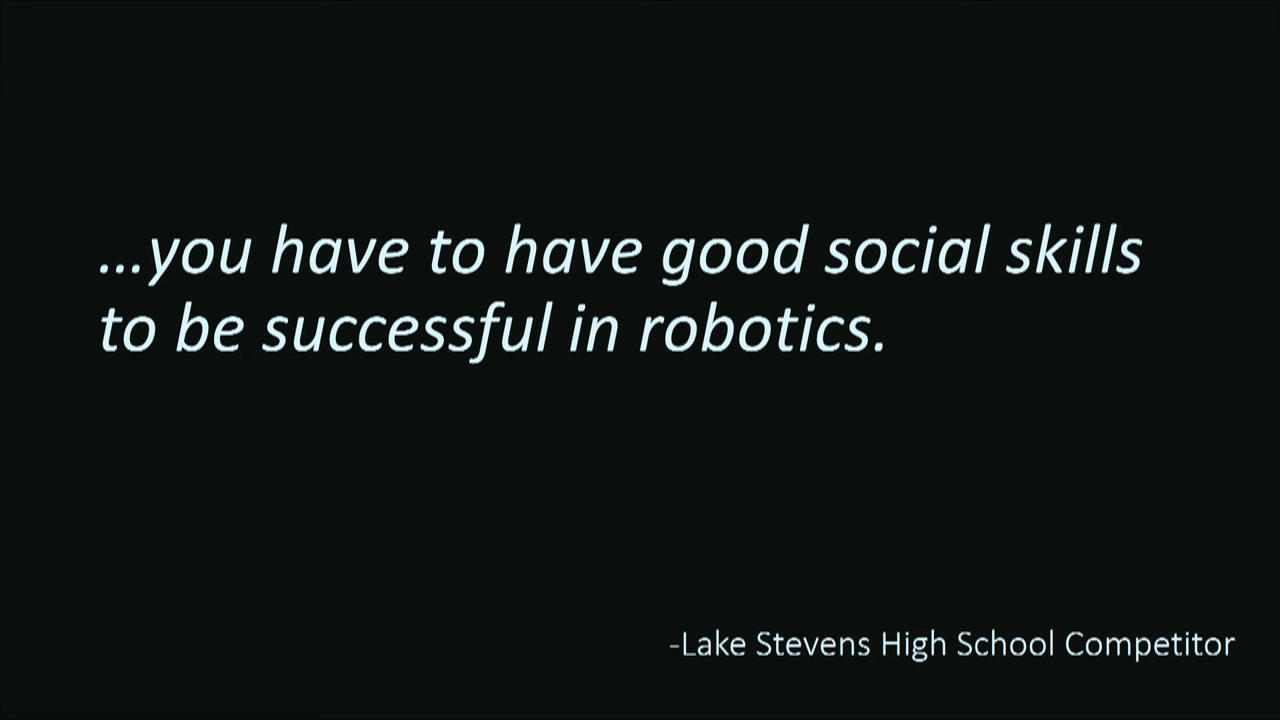 ...you have to have good social skills
to be successful in robotics.
-Lake Stevens High School Competitor